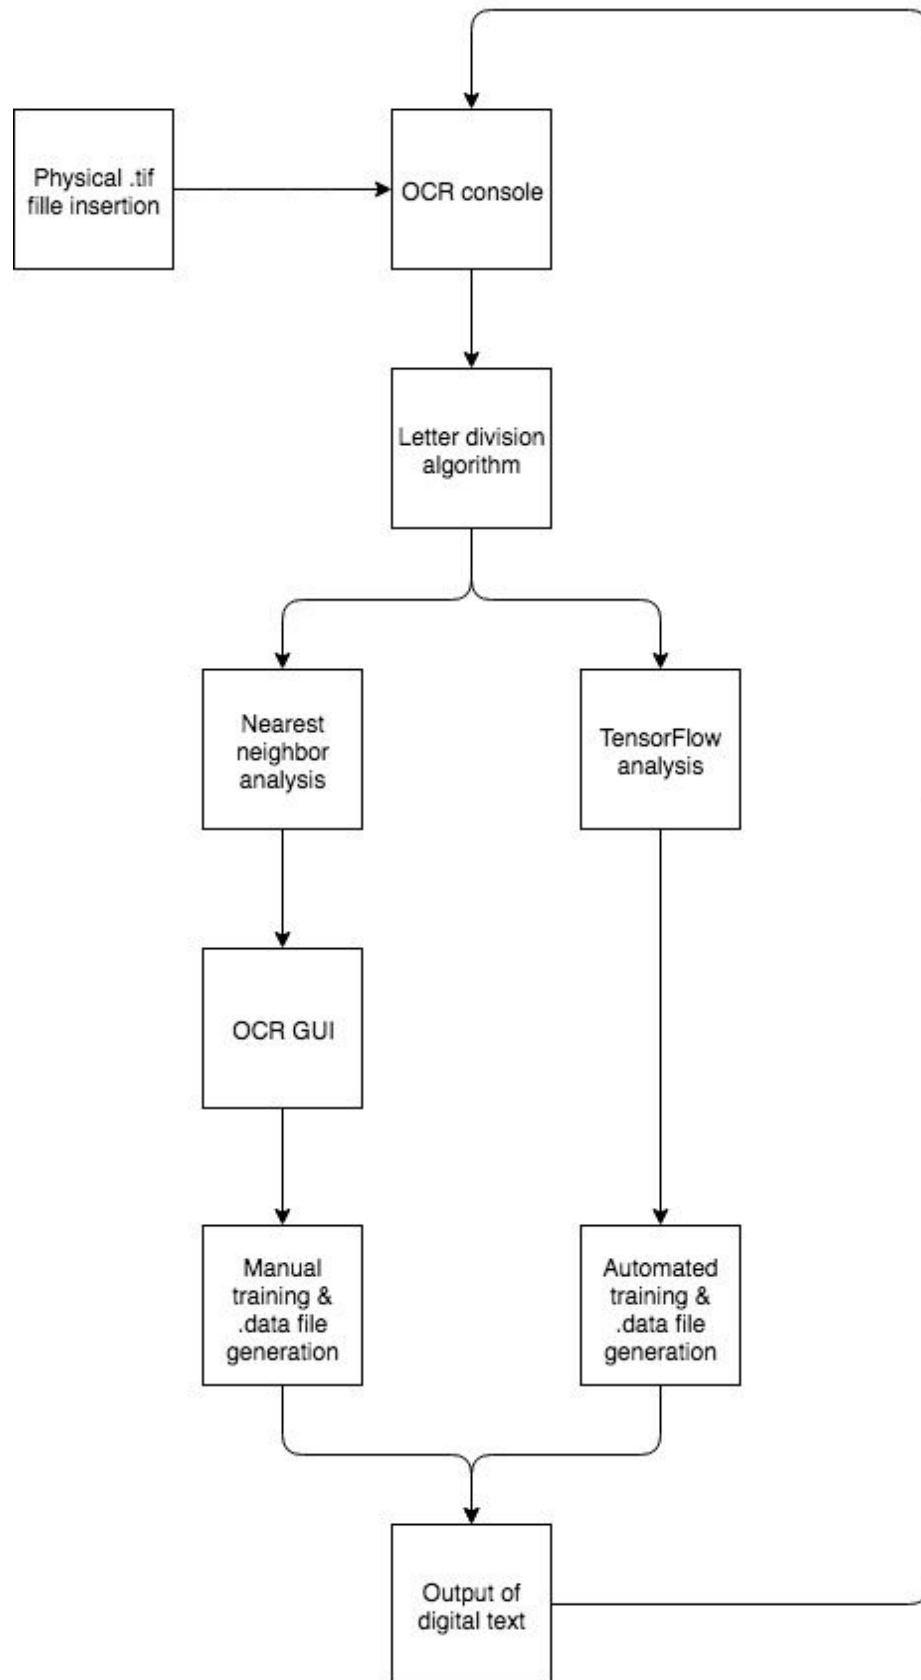 Physical .tif
fille insertion
OCR console
Letter division
algorithm
Nearest
neighbor
analysis
TensorFlow
analysis
OCR GUI
Manual
training &
.data file
generation
Automated
training &
.data file
generation
Output of
digital text